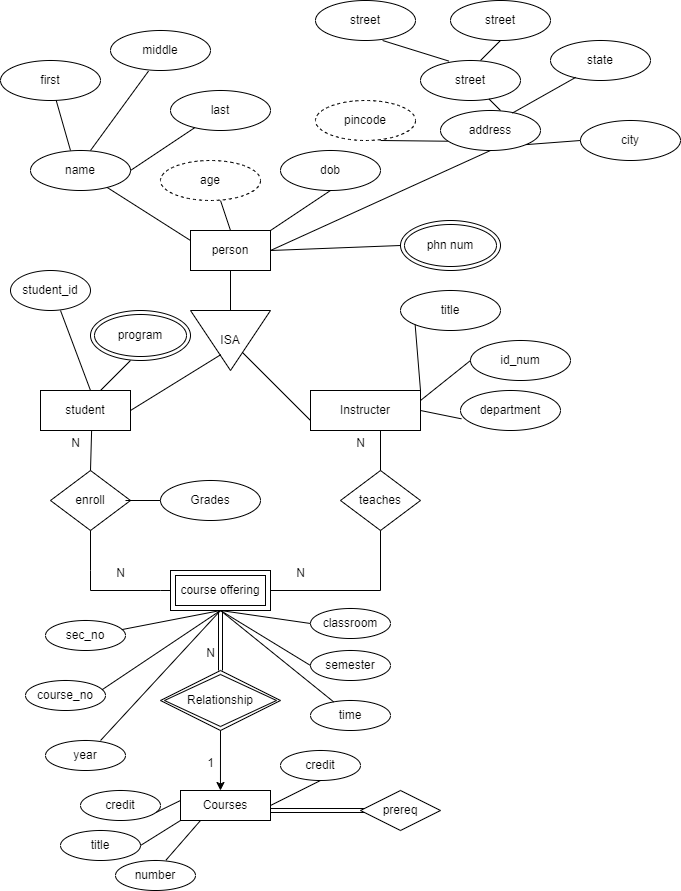 street
street
middle
state
first
street
last
pincode
address
city
name
age
dob
person
phn num
student_id
title
program
ISA
id_num
student
Instructer
department
N
N
enroll
Grades
teaches
N
N
course offering
sec_no
classroom
N
semester
course_no
Relationship
time
year
1
credit
credit
Courses
prereq
title
number